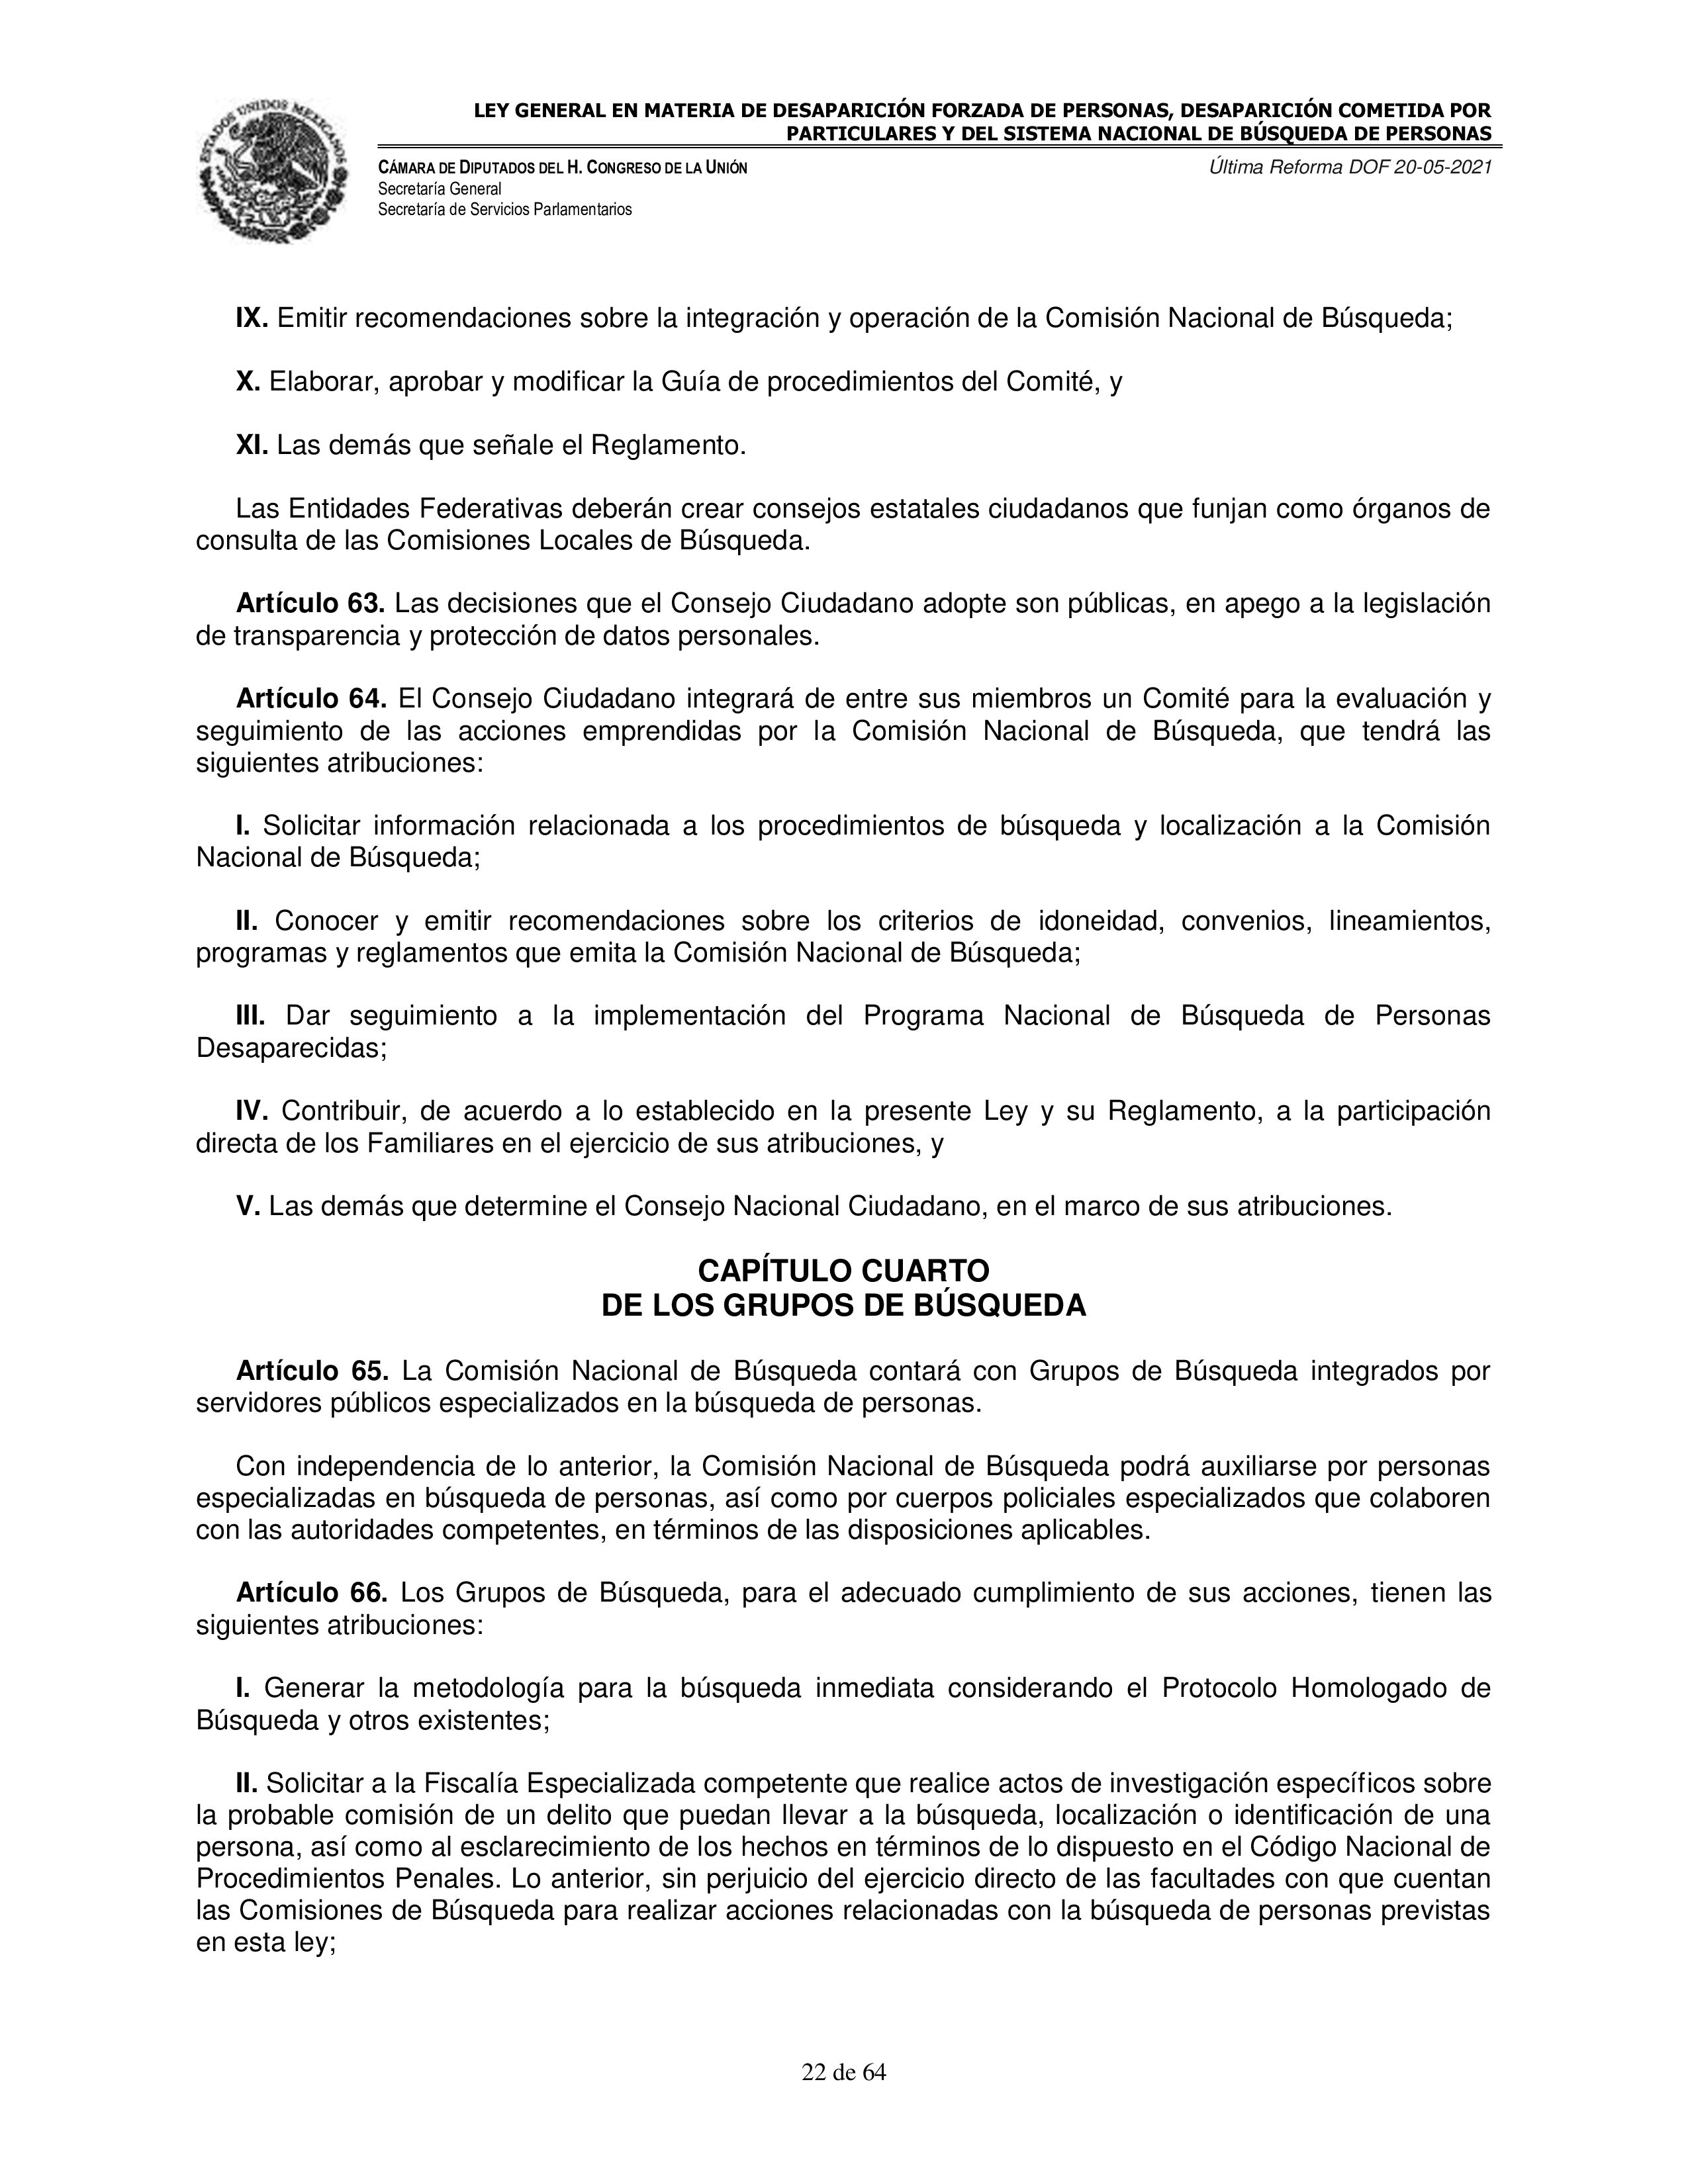 ESTADOS UNIDOS MEXICANOS
LEY GENERAL EN MATERIA DE DESAPARICIÓN FORZADA DE PERSONAS, DESAPARICIÓN COMETIDA POR
PARTICULARES Y DEL SISTEMA NACIONAL DE BÚSQUEDA DE PERSONAS
CÁMARA DE DIPUTADOS DEL H. CONGRESO DE LA UNIÓN
Última Reforma DOF 20-05-2021
Secretaría General
Secretaría de Servicios Parlamentarios
IX. Emitir recomendaciones sobre la integración y operación de la Comisión Nacional de Búsqueda;
X. Elaborar, aprobar y modificar la Guía de procedimientos del Comité, y
XI. Las demás que señale el Reglamento.
Las Entidades Federativas deberán crear consejos estatales ciudadanos que funjan como órganos de
consulta de las Comisiones Locales de Búsqueda.
Artículo 63. Las decisiones que el Consejo Ciudadano adopte son públicas, en apego a la legislación
de transparencia y protección de datos personales.
Artículo 64. El Consejo Ciudadano integrará de entre sus miembros un Comité para la evaluación y
seguimiento de las acciones emprendidas por la Comisión Nacional de Búsqueda, que tendrá las
siguientes atribuciones:
I. Solicitar información relacionada a los procedimientos de búsqueda y localización a la Comisión
Nacional de Búsqueda;
II. Conocer y emitir recomendaciones sobre los criterios de idoneidad, convenios, lineamientos,
programas y reglamentos que emita la Comisión Nacional de Búsqueda;
III. Dar seguimiento a la implementación del Programa Nacional de Búsqueda de Personas
Desaparecidas;
IV. Contribuir, de acuerdo a lo establecido en la presente Ley y su Reglamento, a la participación
directa de los Familiares en el ejercicio de sus atribuciones, y
V. Las demás que determine el Consejo Nacional Ciudadano, en el marco de sus atribuciones.
CAPÍTULO CUARTO
DE LOS GRUPOS DE BÚSQUEDA
Artículo 65. La Comisión Nacional de Búsqueda contará con Grupos de Búsqueda integrados por
servidores públicos especializados en la búsqueda de personas.
Con independencia de lo anterior, la Comisión Nacional de Búsqueda podrá auxiliarse por personas
especializadas en búsqueda de personas, así como por cuerpos policiales especializados que colaboren
con las autoridades competentes, en términos de las disposiciones aplicables.
Artículo 66. Los Grupos de Búsqueda, para el adecuado cumplimiento de sus acciones, tienen las
siguientes atribuciones:
I. Generar la metodología para la búsqueda inmediata considerando el Protocolo Homologado de
Búsqueda y otros existentes;
II. Solicitar a la Fiscalía Especializada competente que realice actos de investigación específicos sobre
la probable comisión de un delito que puedan llevar a la búsqueda, localización o identificación de una
persona, así como al esclarecimiento de los hechos en términos de lo dispuesto en el Código Nacional de
Procedimientos Penales. Lo anterior, sin perjuicio del ejercicio directo de las facultades con que cuentan
las Comisiones de Búsqueda para realizar acciones relacionadas con la búsqueda de personas previstas
en esta ley;
22 de 64